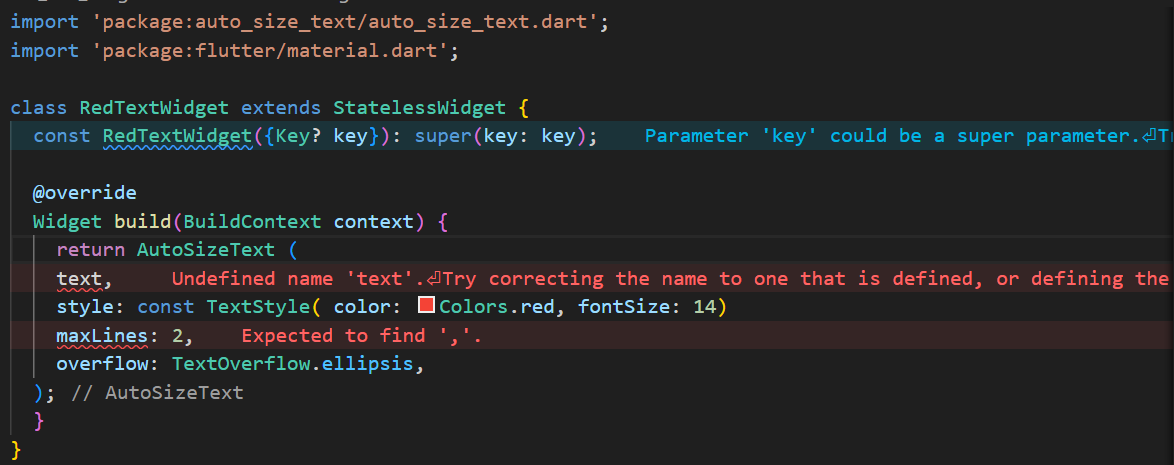 import 'package:auto_size_text/auto_size_text.dart';
import 'package:flutter/material.dart';
class RedTextWidget extends StatelessWidget {
const RedTextWidget({Key? key}): super(key: key); Parameter 'key' could be a super parameter.⏎T
@override
Widget build(BuildContext context) {
return AutoSizeText (
text, Undefined name 'text'.⏎Try correcting the name to one that is defined, or defining the
style: const TextStyle( color: Colors.red, fontSize: 14)
maxLines: 2, Expected to find ','.
overflow: TextOverflow.ellipsis,
); // AutoSizeText
}
}